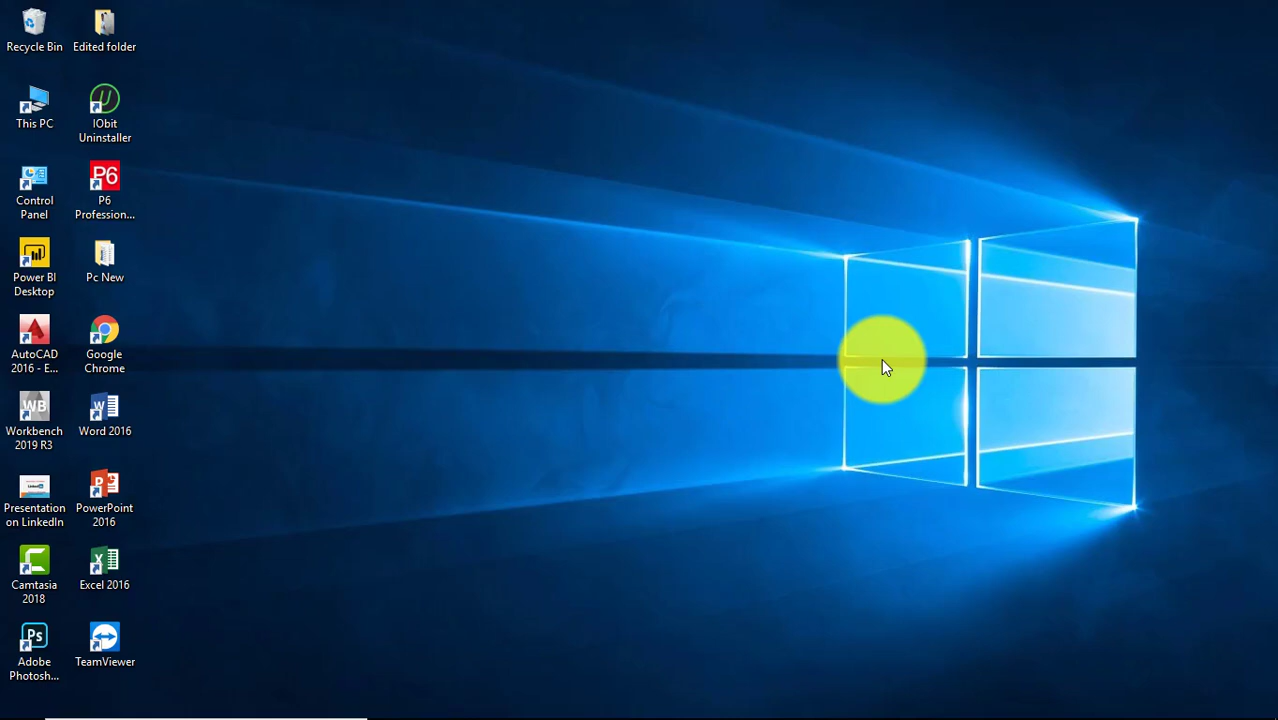 Recycle Bin
Edited folder
This PC
IObit
Uninstaller
Control
Panel
P6
P6
Profession...
Power BI
Desktop
Pc New
AutoCAD
2016 - E...
Google
Chrome
WB
Workbench
2019 R3
Word 2016
Presentation
on LinkedIn
PowerPoint
2016
Camtasia
2018
Excel 2016
Ps
Adobe
Photosh...
TeamViewer